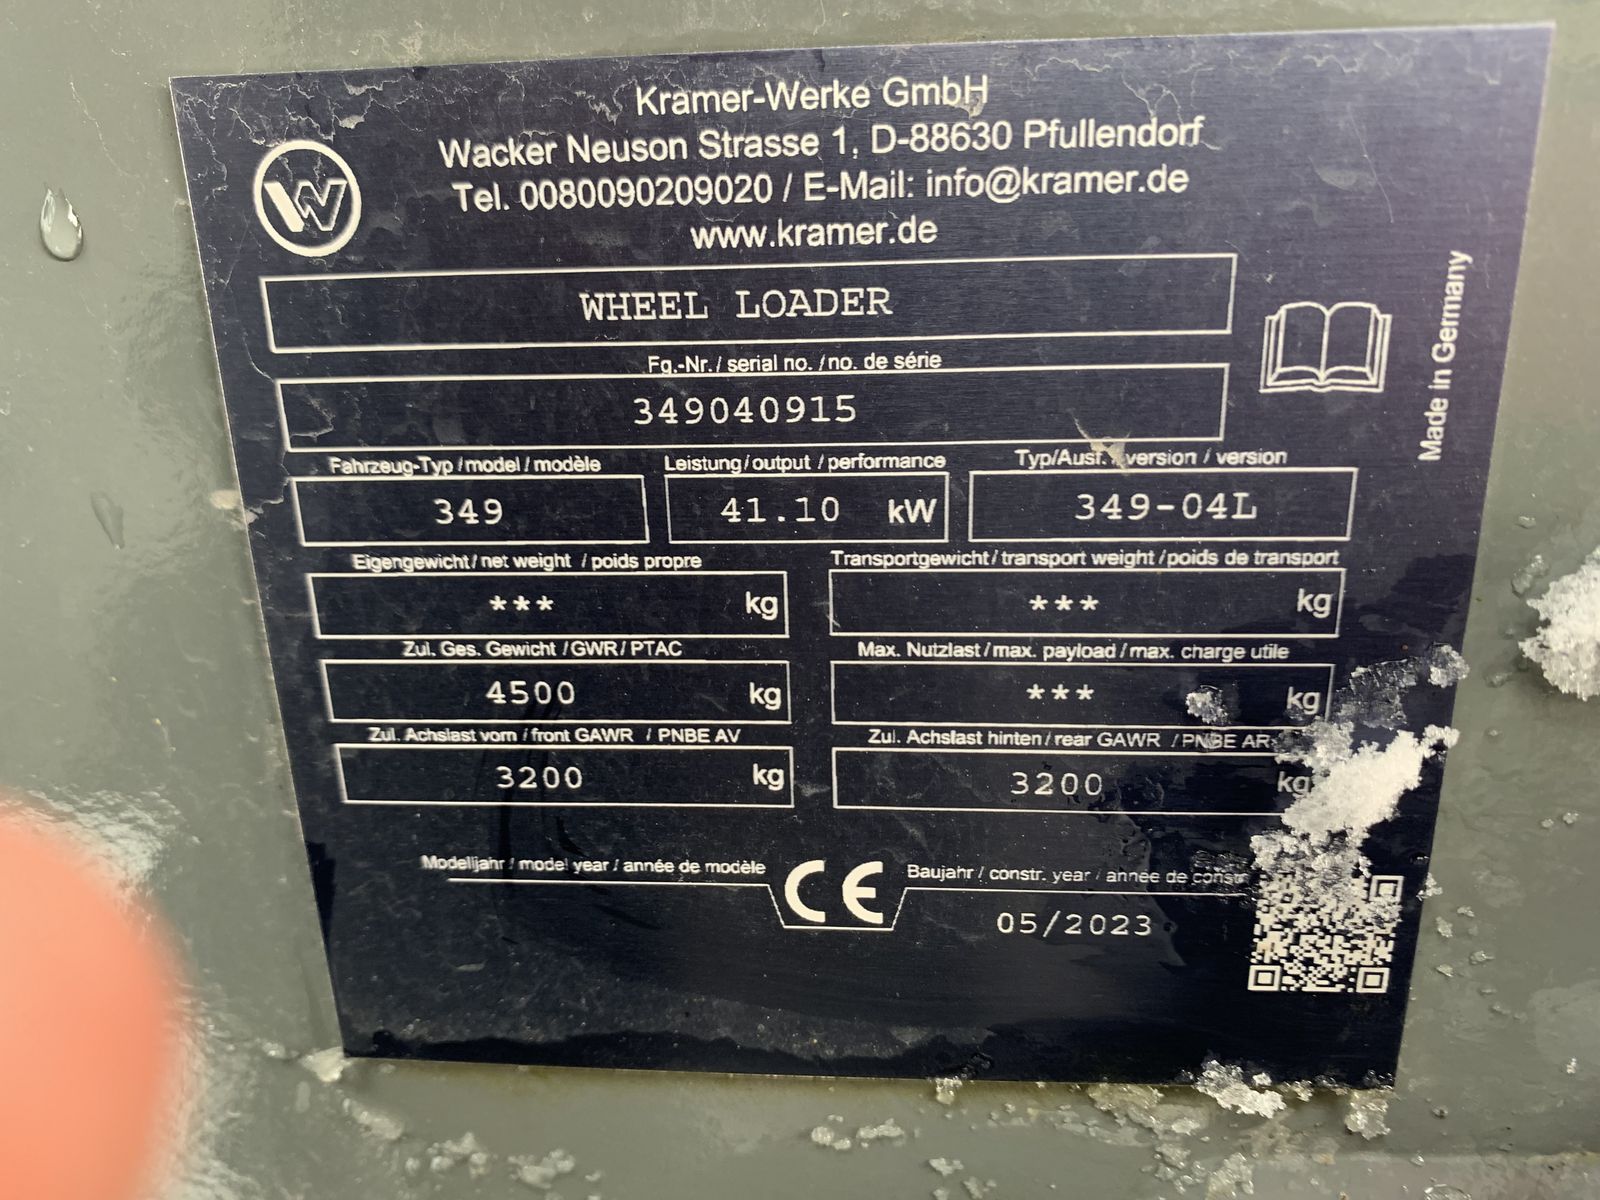 Kramer-Werke GmbH
Wacker Neuson Strasse 1, D-88630 Pfullendorf
Tel. 0080090209020 / E-Mail: info@kramer.de
www.kramer.de
WHEEL LOADER
Fg.-Nr. / serial no. / no. de série
349040915
Made in Germany
Fahrzeug-Typ / model / modèle Leistung / output / performance Typ/Ausf. / version / version
349 41.10 kW 349-04L
Eigengewicht / net weight / poids propre Transportgewicht / transport weight / poids de transport
*** kg *** kg
Zul. Ges. Gewicht / GWR / PTAC Max. Nutzlast / max. payload / max. charge utile
4500 kg *** kg
Zul. Achslast vorn / front GAWR / PNBE AV Zul. Achslast hinten / rear GAWR / PNBE AR
3200 kg 3200 kg
Modelljahr / model year / année de modèle CE Baujahr / constr. year / année de constr
05/2023